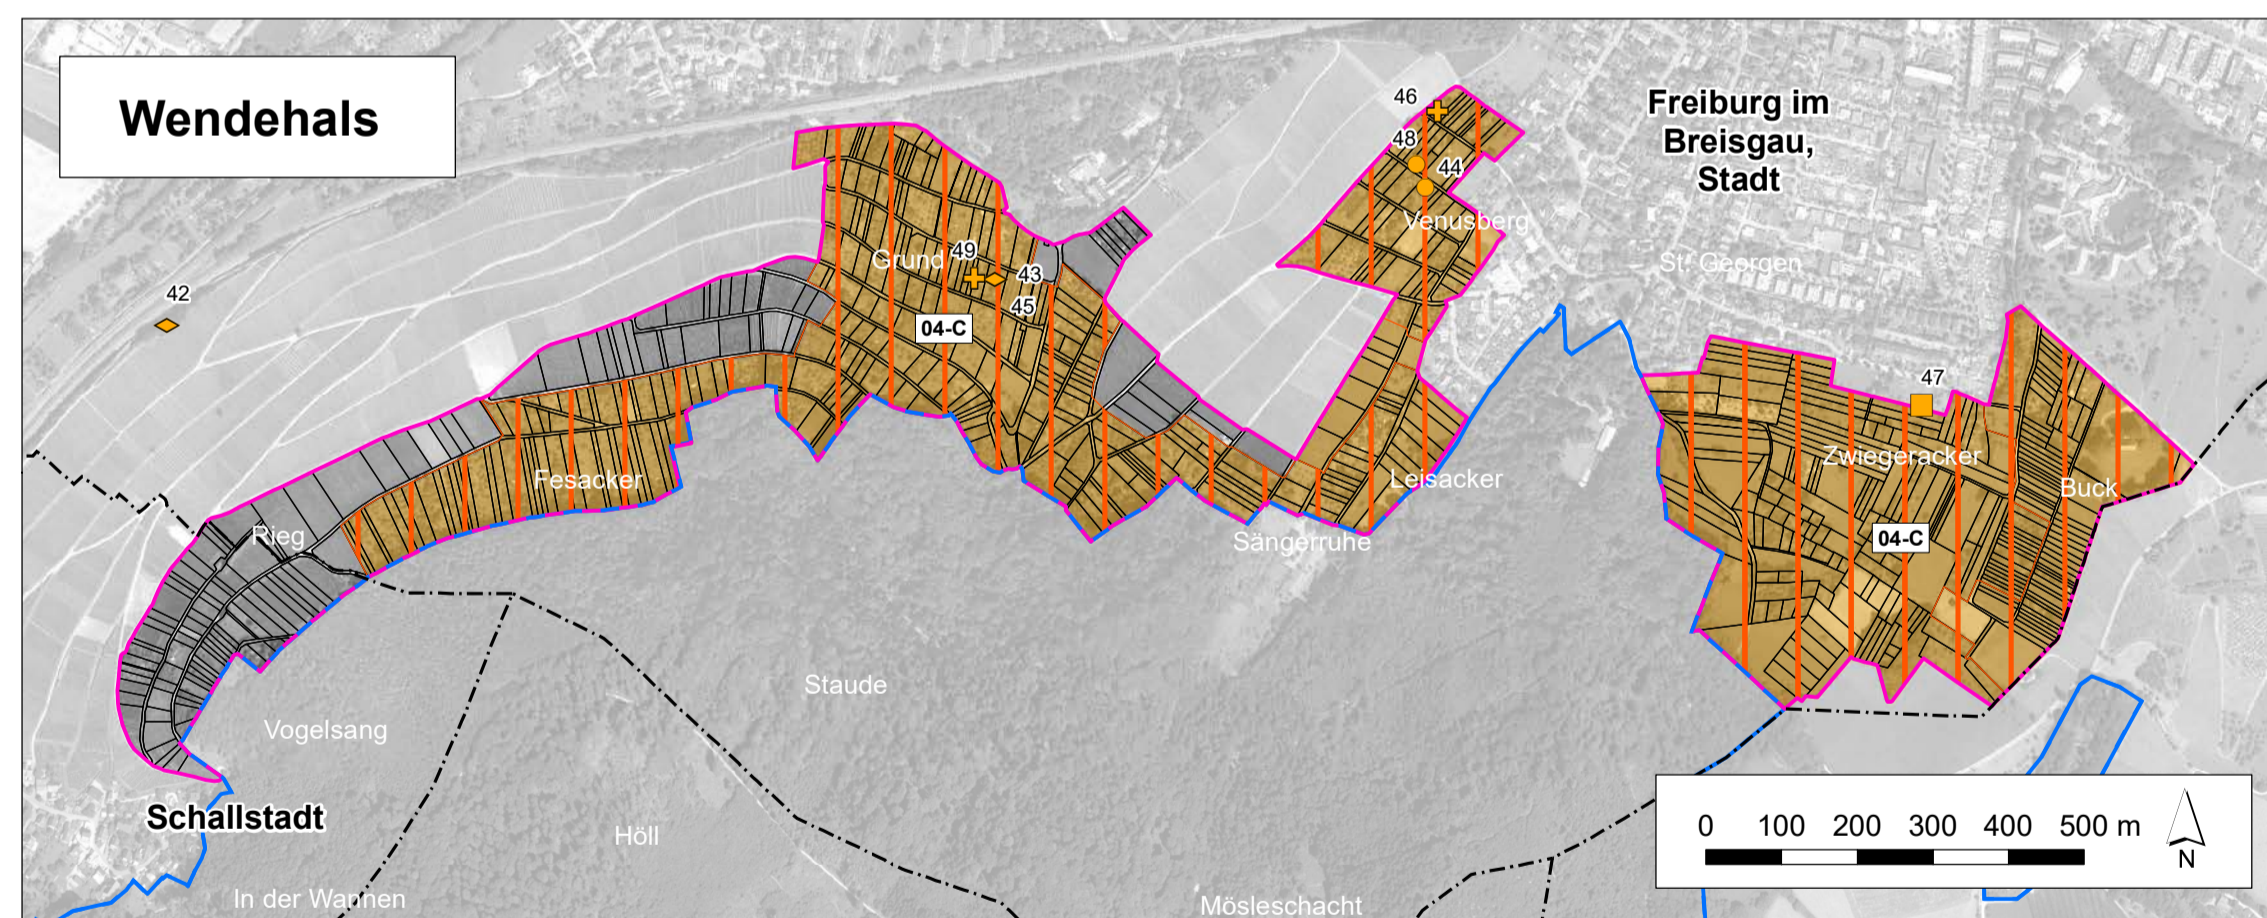 Wendehals
46
Freiburg im
Breisgau,
Stadt
48
44
Venusberg
49
Grund
43
St. Georgen
42
45
04-C
47
Zwiegeracker
Fesacker
Leisacker
Buck
Rieg
Sängerruhe
04-C
Staude
Vogelsang
Schallstadt
Höll
0 100 200 300 400 500 m
N
In der Wannen
Mösleschacht